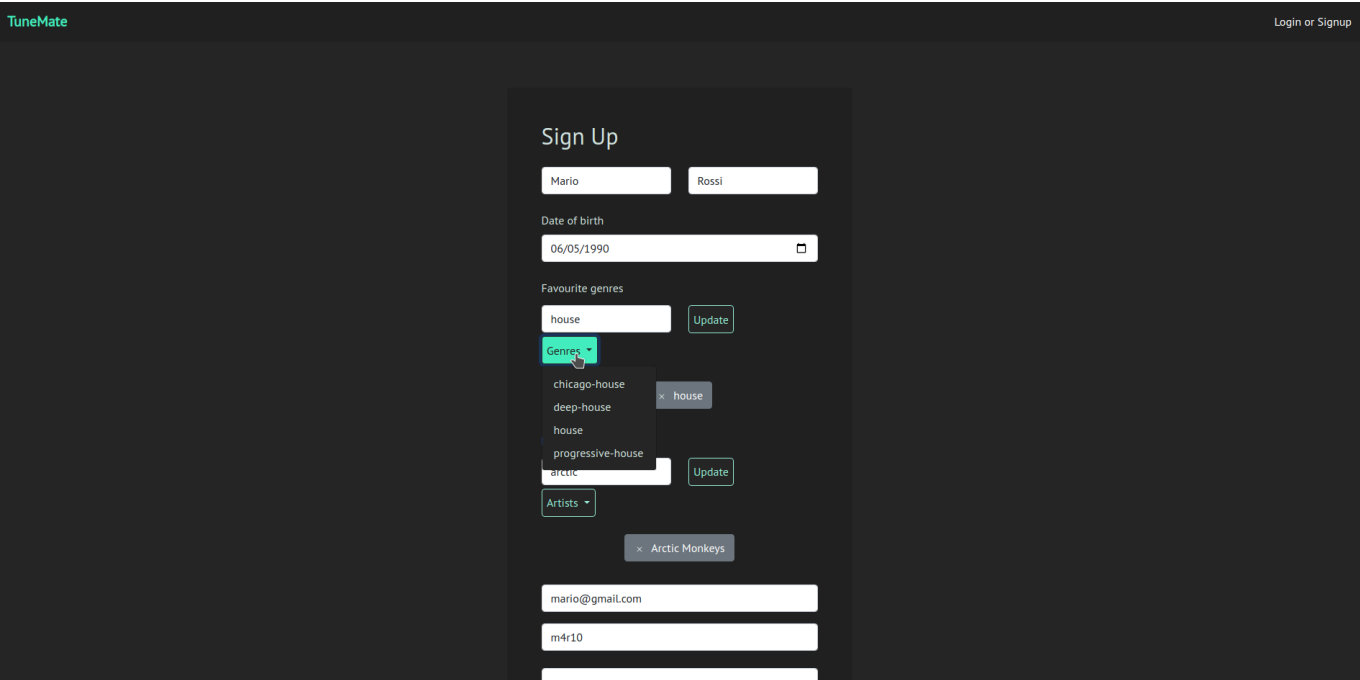 TuneMate
Login or Signup
Sign Up
Mario
Rossi
Date of birth
06/05/1990
Favourite genres
house
Update
Genres
chicago-house
× house
deep-house
house
progressive-house
arctic
Update
Artists
× Arctic Monkeys
mario@gmail.com
m4r10